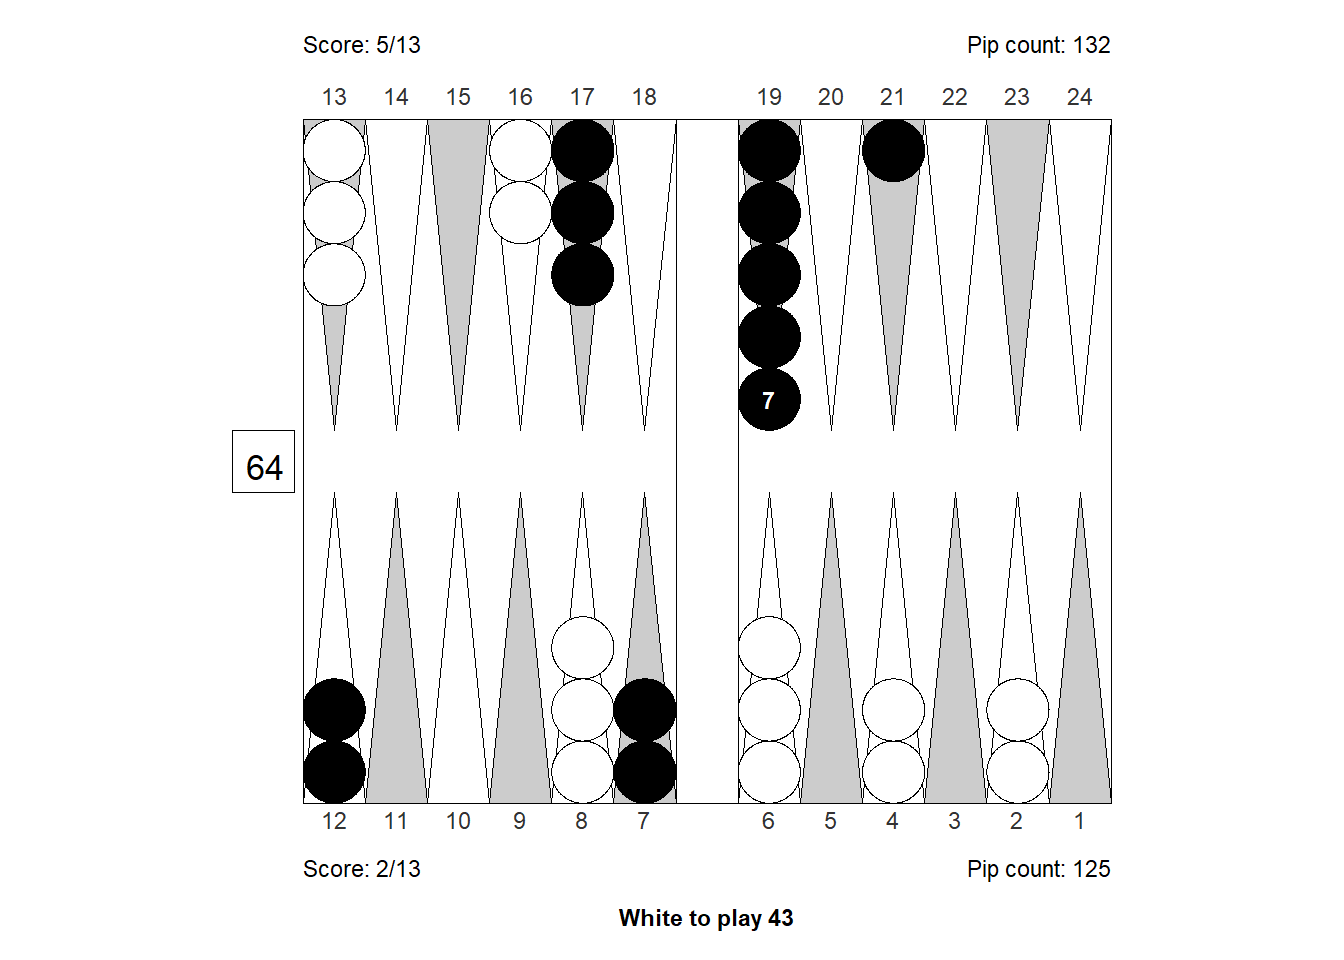 Score: 5/13 Pip count: 132
13 14 15 16 17 18 19 20 21 22 23 24
7
64
12 11 10 9 8 7 6 5 4 3 2 1
Score: 2/13 Pip count: 125
White to play 43